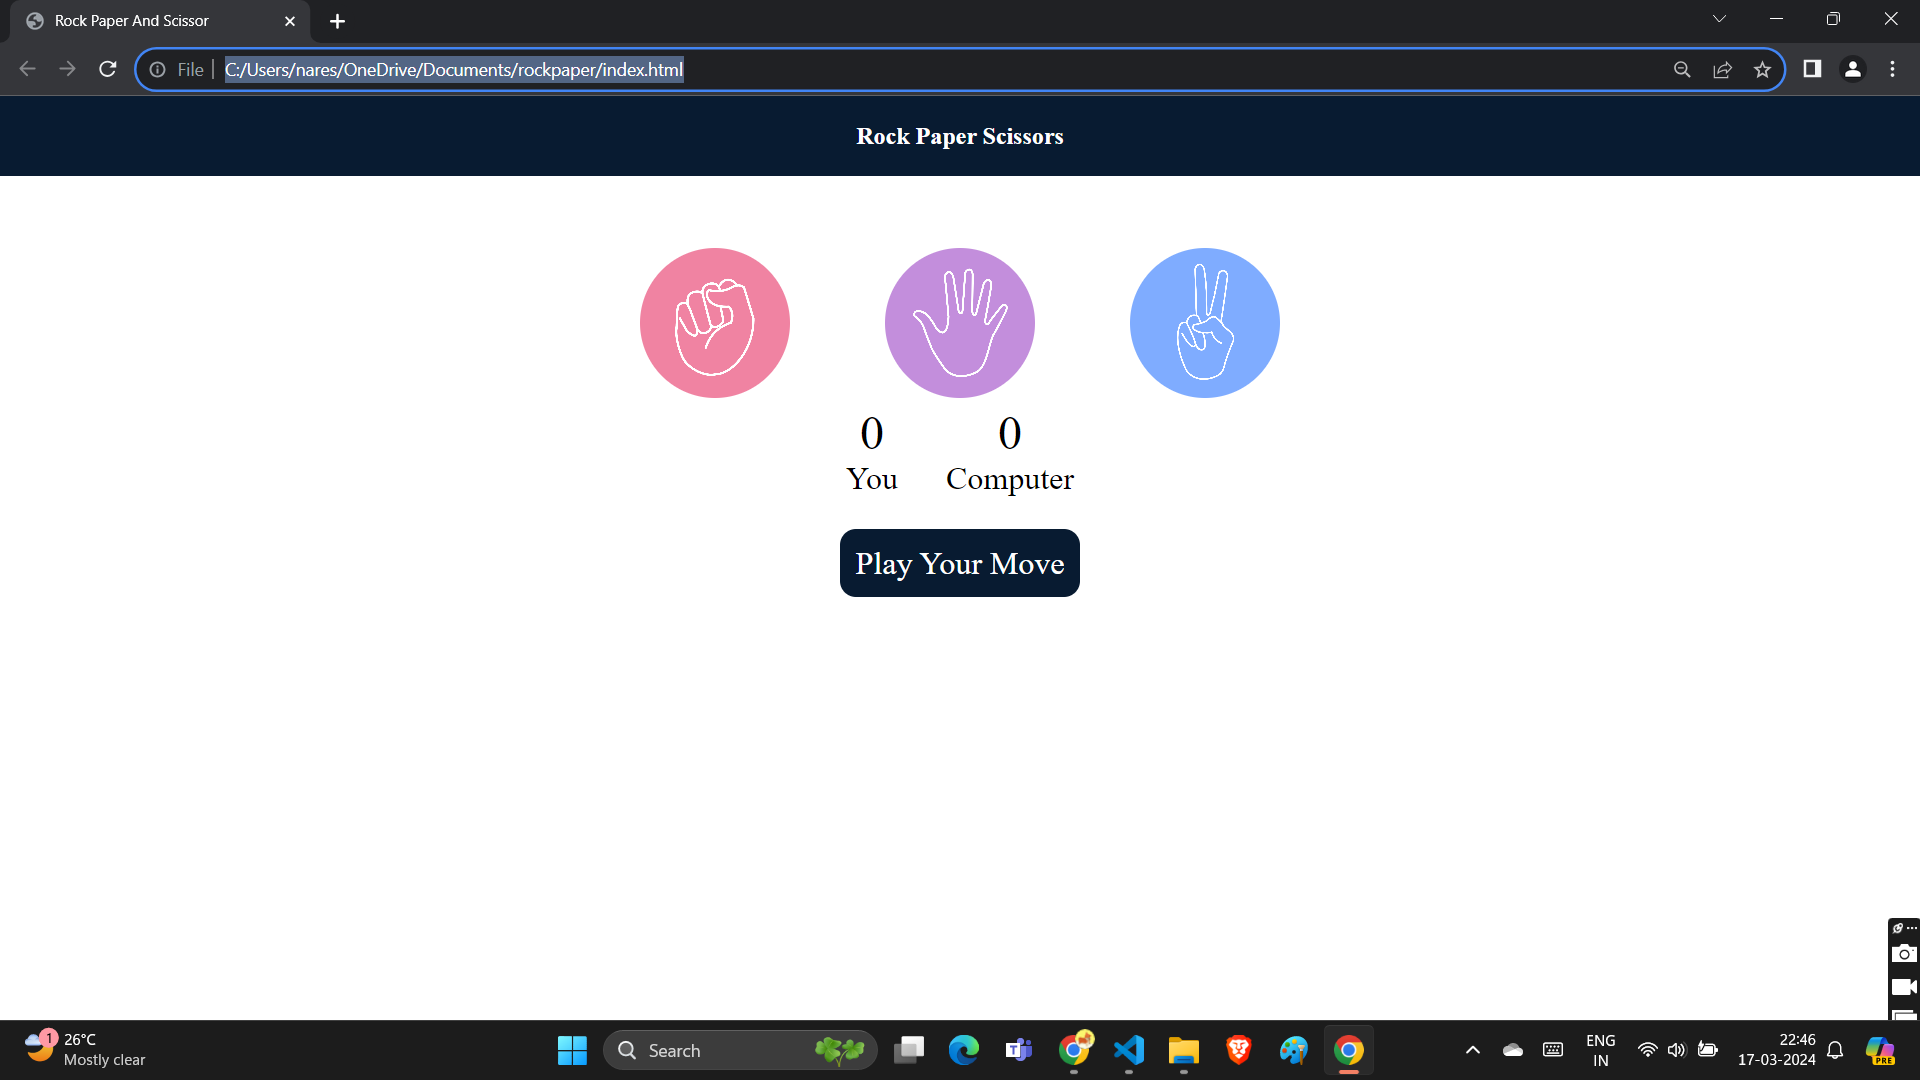 Rock Paper And Scissor
File
C:/Users/nares/OneDrive/Documents/rockpaper/index.html
Rock Paper Scissors
0 0
You Computer
Play Your Move
1
26°C
Mostly clear
Search
ENG
IN
22:46
17-03-2024
PRE